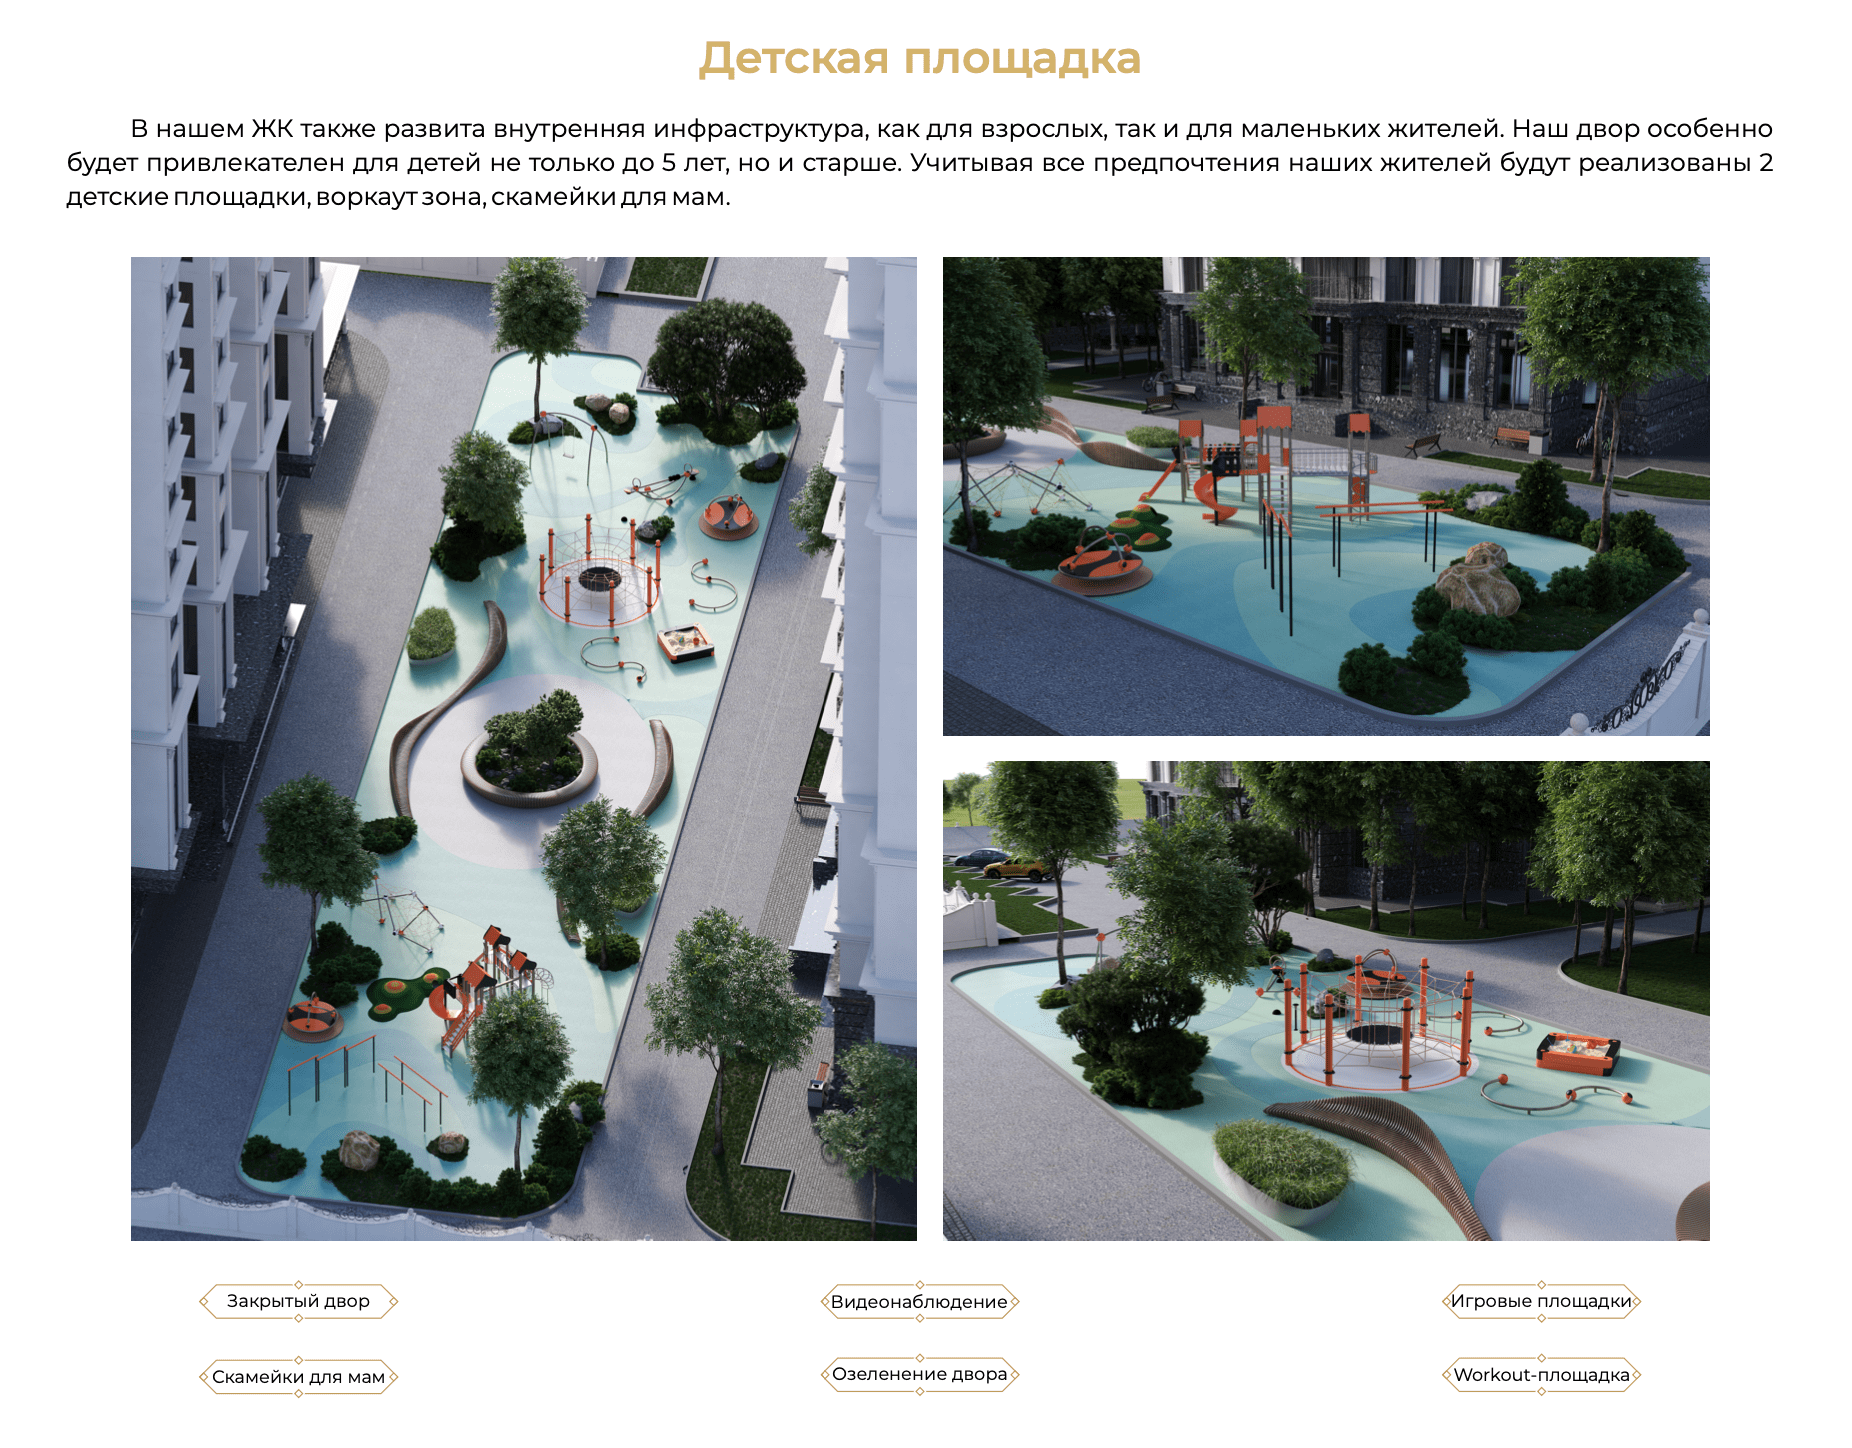 Детская площадка
В нашем ЖК также развита внутренняя инфраструктура, как для взрослых, так и для маленьких жителей. Наш двор особенно
будет привлекателен для детей не только до 5 лет, но и старше. Учитывая все предпочтения наших жителей будут реализованы 2
детские площадки, воркаут зона, скамейки для мам.
Закрытый двор
Видеонаблюдение
Игровые площадки
Скамейки для мам
Озеленение двора
Workout-площадка